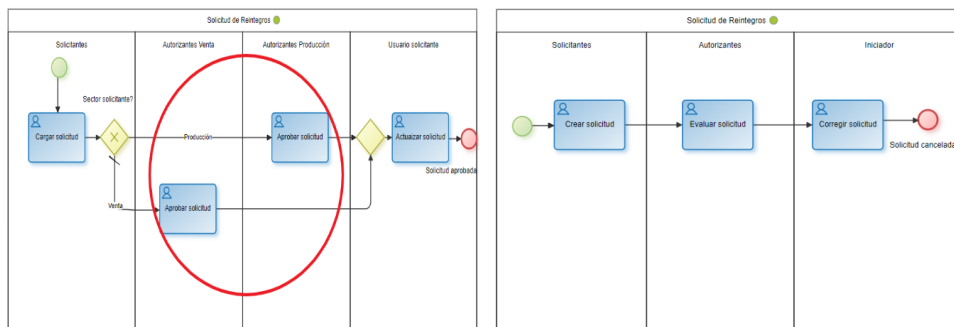 Solicitud de Reintegros
Solicitantes
Autorizantes Venta
Autorizantes Producción
Usuario solicitante
Sector solicitante?
Cargar solicitud
X
Producción
Aprobar solicitud
Actuaizar solicitud
Solicitud aprobada
Venta
Aprobar solicitud
Solicitud de Reintegros
Solicitantes
Autorizantes
Iniciador
Crear solicitud
Evaluar solicitud
Corregir solicitud
Solicitud cancelada